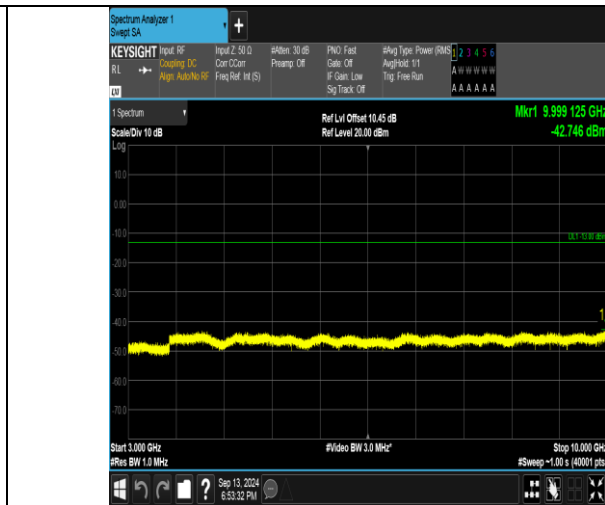 Spectrum Analyzer 1
Swept SA
+
KEYSIGHT
RL
LXI
Input: RF
Coupling: DC
Align: Auto/No RF
Input Z: 50 Ω
Corr CCorr
Freq Ref: Int (S)
#Atten: 30 dB
Preamp: Off
PNO: Fast
Gate: Off
IF Gain: Low
Sig Track: Off
#Avg Type: Power (RMS
Avg|Hold: 1/1
Trig: Free Run
1 2 3 4 5 6
A W W W W W
A A A A A A
1 Spectrum
Scale/Div 10 dB
Log
Ref Lvl Offset 10.45 dB
Ref Level 20.00 dBm
Mkr1 9.999 125 GHz
-42.746 dBm
10.0
0.00
-10.0
DL1 -13.00 dBm
-20.0
-30.0
-40.0
1
-50.0
-60.0
-70.0
Start 3.000 GHz
#Res BW 1.0 MHz
#Video BW 3.0 MHz*
Stop 10.000 GHz
#Sweep ~1.00 s (40001 pts
?
Sep 13, 2024
6:53:32 PM